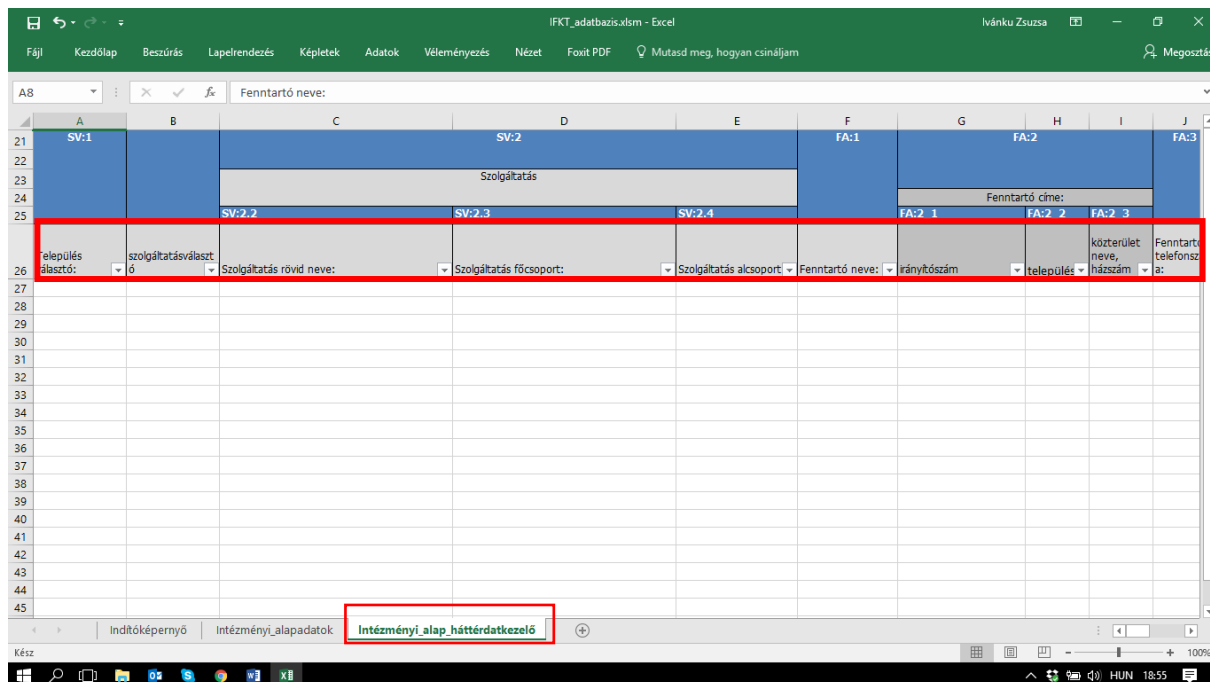 IFKT_adatbazis.xlsm - Excel
Ivánku Zsuzsa
Fájl Kezdőlap Beszúrás Lapelrendezés Képletek Adatok Véleményezés Nézet Foxit PDF Mutasd meg, hogyan csináljam Megosztás
A8 fx Fenntartó neve:
A B C D E F G H I J
21 SV:1 SV:2 FA:1 FA:2 FA:3
22
23 Szolgáltatás
24 Fenntartó címe:
25 SV:2.2 SV:2.3 SV:2.4 FA:2_1 FA:2_2 FA:2_3
közterület Fenntartó
Település szolgáltatásválaszt neve, telefonsz
26 álasztó: ó Szolgáltatás rövid neve: Szolgáltatás főcsoport: Szolgáltatás alcsoport Fenntartó neve: irányítószám település házszám a:
27
28
29
30
31
32
33
34
35
36
37
38
39
40
41
42
43
44
45
Indítóképernyő Intézményi_alapadatok Intézményi_alap_háttérdatkezelő
Kész 100%
HUN 18:55